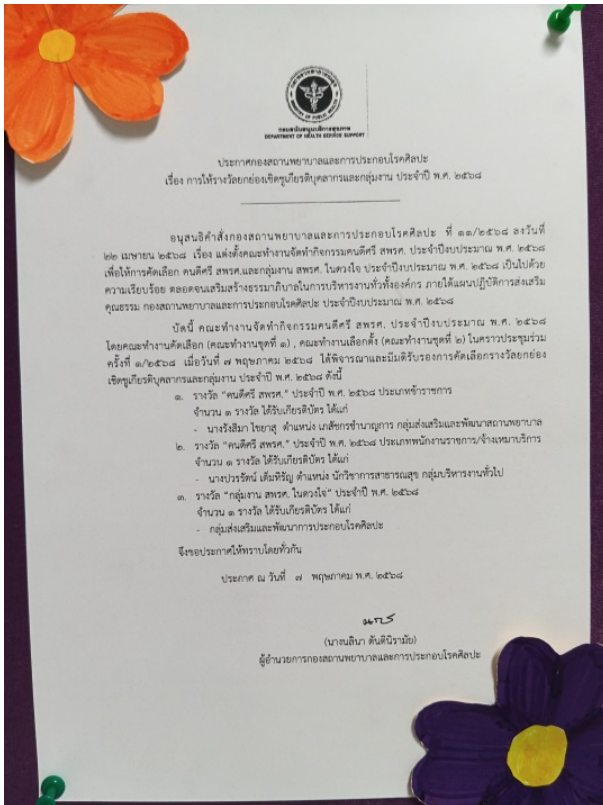 กระทรวงสาธารณสุข
MINISTRY OF PUBLIC HEALTH
กรมสนับสนุนบริการสุขภาพ
DEPARTMENT OF HEALTH SERVICE SUPPORT
ประกาศกองสถานพยาบาลและการประกอบโรคศิลปะ
เรื่อง การให้รางวัลยกย่องเชิดชูเกียรติบุคลากรและกลุ่มงาน ประจำปี พ.ศ. ๒๕๖๘
อนุสนธิคำสั่งกองสถานพยาบาลและการประกอบโรคศิลปะ ที่ ๑๑/๒๕๖๘ ลงวันที่
๒๒ เมษายน ๒๕๖๘ เรื่อง แต่งตั้งคณะทำงานจัดทำกิจกรรมคนดีศรี สพรศ. ประจำปีงบประมาณ พ.ศ. ๒๕๖๘
เพื่อให้การคัดเลือก คนดีศรี สพรศ.และกลุ่มงาน สพรศ. ในดวงใจ ประจำปีงบประมาณ พ.ศ. ๒๕๖๘ เป็นไปด้วย
ความเรียบร้อย ตลอดจนเสริมสร้างธรรมาภิบาลในการบริหารงานทั่วทั้งองค์กร ภายใต้แผนปฏิบัติการส่งเสริม
คุณธรรม กองสถานพยาบาลและการประกอบโรคศิลปะ ประจำปีงบประมาณ พ.ศ. ๒๕๖๘
บัดนี้ คณะทำงานจัดทำกิจกรรมคนดีศรี สพรศ. ประจำปีงบประมาณ พ.ศ. ๒๕๖๘
โดยคณะทำงานคัดเลือก (คณะทำงานชุดที่ ๑) , คณะทำงานเลือกตั้ง (คณะทำงานชุดที่ ๒) ในคราวประชุมร่วม
ครั้งที่ ๑/๒๕๖๘ เมื่อวันที่ ๗ พฤษภาคม ๒๕๖๘ ได้พิจารณาและมีมติรับรองการคัดเลือกรางวัลยกย่อง
เชิดชูเกียรติบุคลากรและกลุ่มงาน ประจำปี พ.ศ. ๒๕๖๘ ดังนี้
๑. รางวัล “คนดีศรี สพรศ.” ประจำปี พ.ศ. ๒๕๖๘ ประเภทข้าราชการ
จำนวน ๑ รางวัล ได้รับเกียรติบัตร ได้แก่
- นางรังสิมา ไชยาสุ ตำแหน่ง เภสัชกรชำนาญการ กลุ่มส่งเสริมและพัฒนาสถานพยาบาล
๒. รางวัล “คนดีศรี สพรศ.” ประจำปี พ.ศ. ๒๕๖๘ ประเภทพนักงานราชการ/จ้างเหมาบริการ
จำนวน ๑ รางวัล ได้รับเกียรติบัตร ได้แก่
- นางปวรรัตน์ เต็มหิรัญ ตำแหน่ง นักวิชาการสาธารณสุข กลุ่มบริหารงานทั่วไป
๓. รางวัล “กลุ่มงาน สพรศ. ในดวงใจ” ประจำปี พ.ศ. ๒๕๖๘
จำนวน ๑ รางวัล ได้รับเกียรติบัตร ได้แก่
- กลุ่มส่งเสริมและพัฒนาการประกอบโรคศิลปะ
จึงขอประกาศให้ทราบโดยทั่วกัน
ประกาศ ณ วันที่ ๗ พฤษภาคม พ.ศ. ๒๕๖๘
(นางนลินา ตันตินิรามัย)
ผู้อำนวยการกองสถานพยาบาลและการประกอบโรคศิลปะ